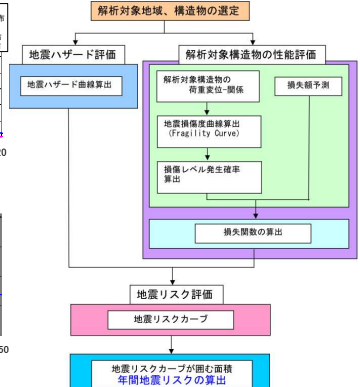 解析対象地域、構造物の選定
布
地震ハザード評価
解析対象構造物の性能評価
地震ハザード曲線算出
解析対象構造物の
荷重変位-関係
損失額予測
地震損傷度曲線算出
(Fragility Curve)
損傷レベル発生確率
算出
20
損失関数の算出
地震リスク評価
地震リスクカーブ
50
地震リスクカーブが囲む面積
年間地震リスクの算出